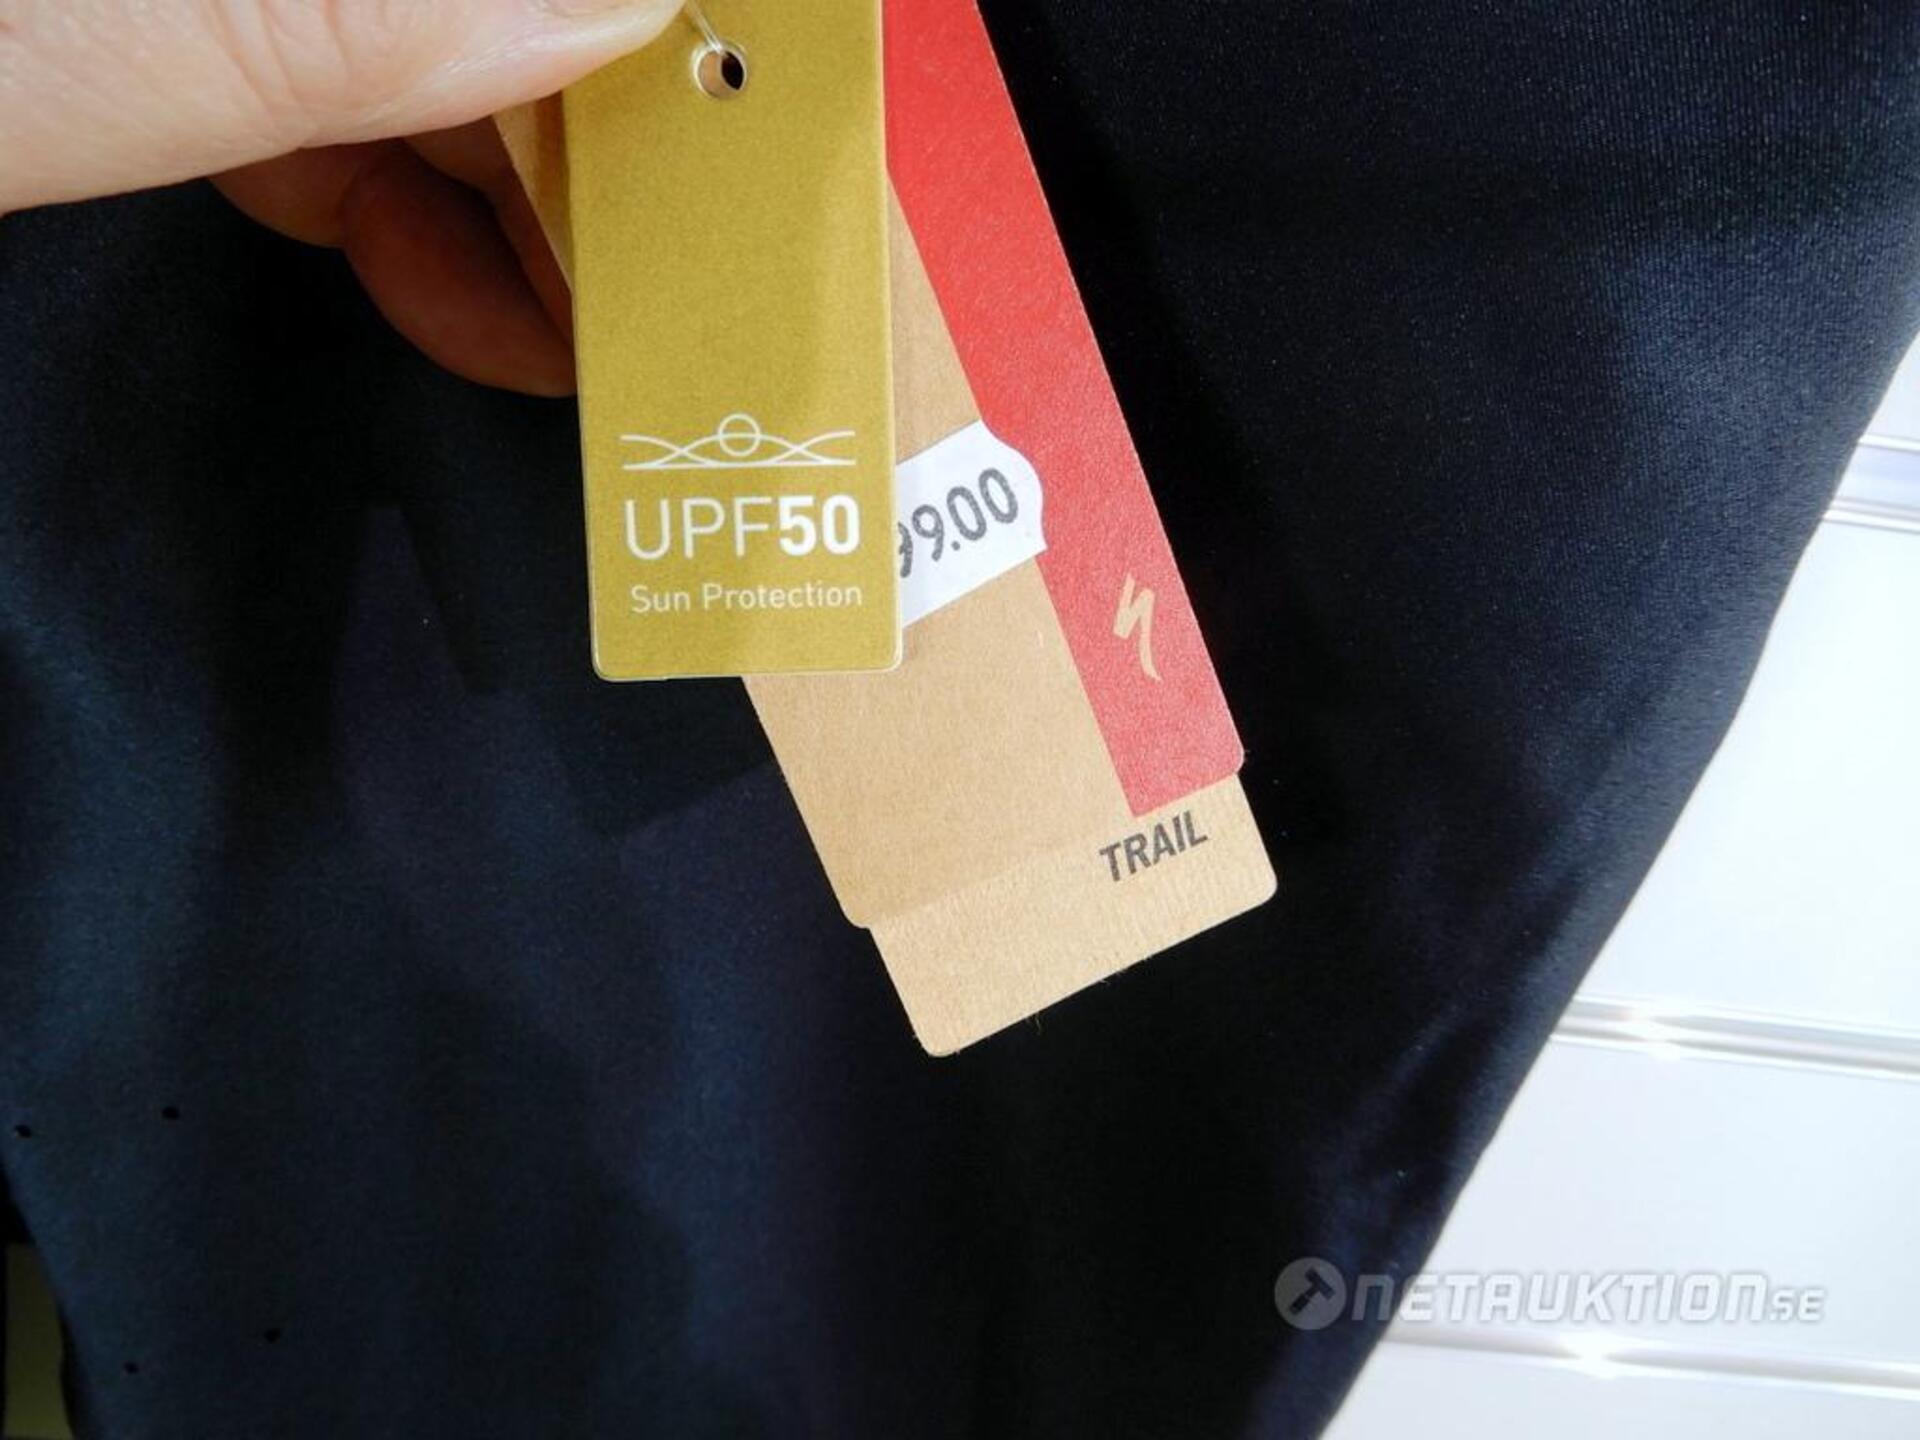 UPF50
Sun Protection
99.00
TRAIL
NETAUKTION.SE